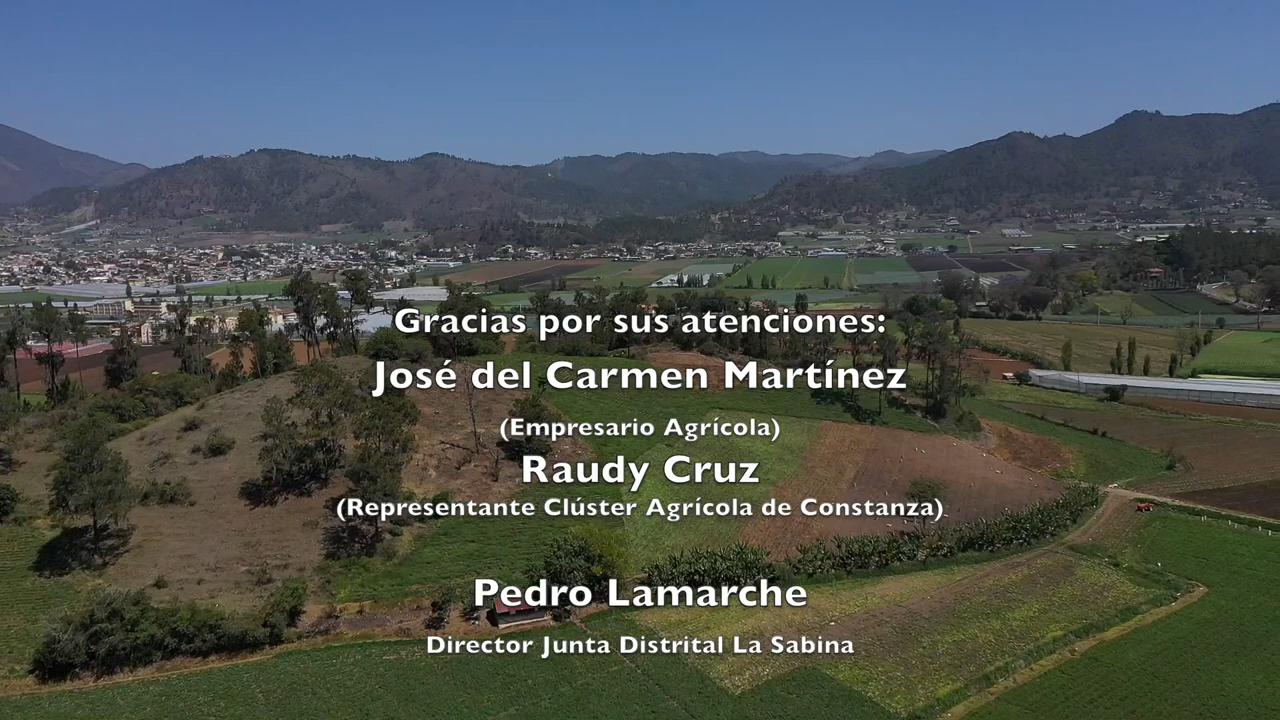 Gracias por sus atenciones:
José del Carmen Martínez
(Empresario Agrícola)
Raudy Cruz
(Representante Clúster Agrícola de Constanza)
Pedro Lamarche
Director Junta Distrital La Sabina